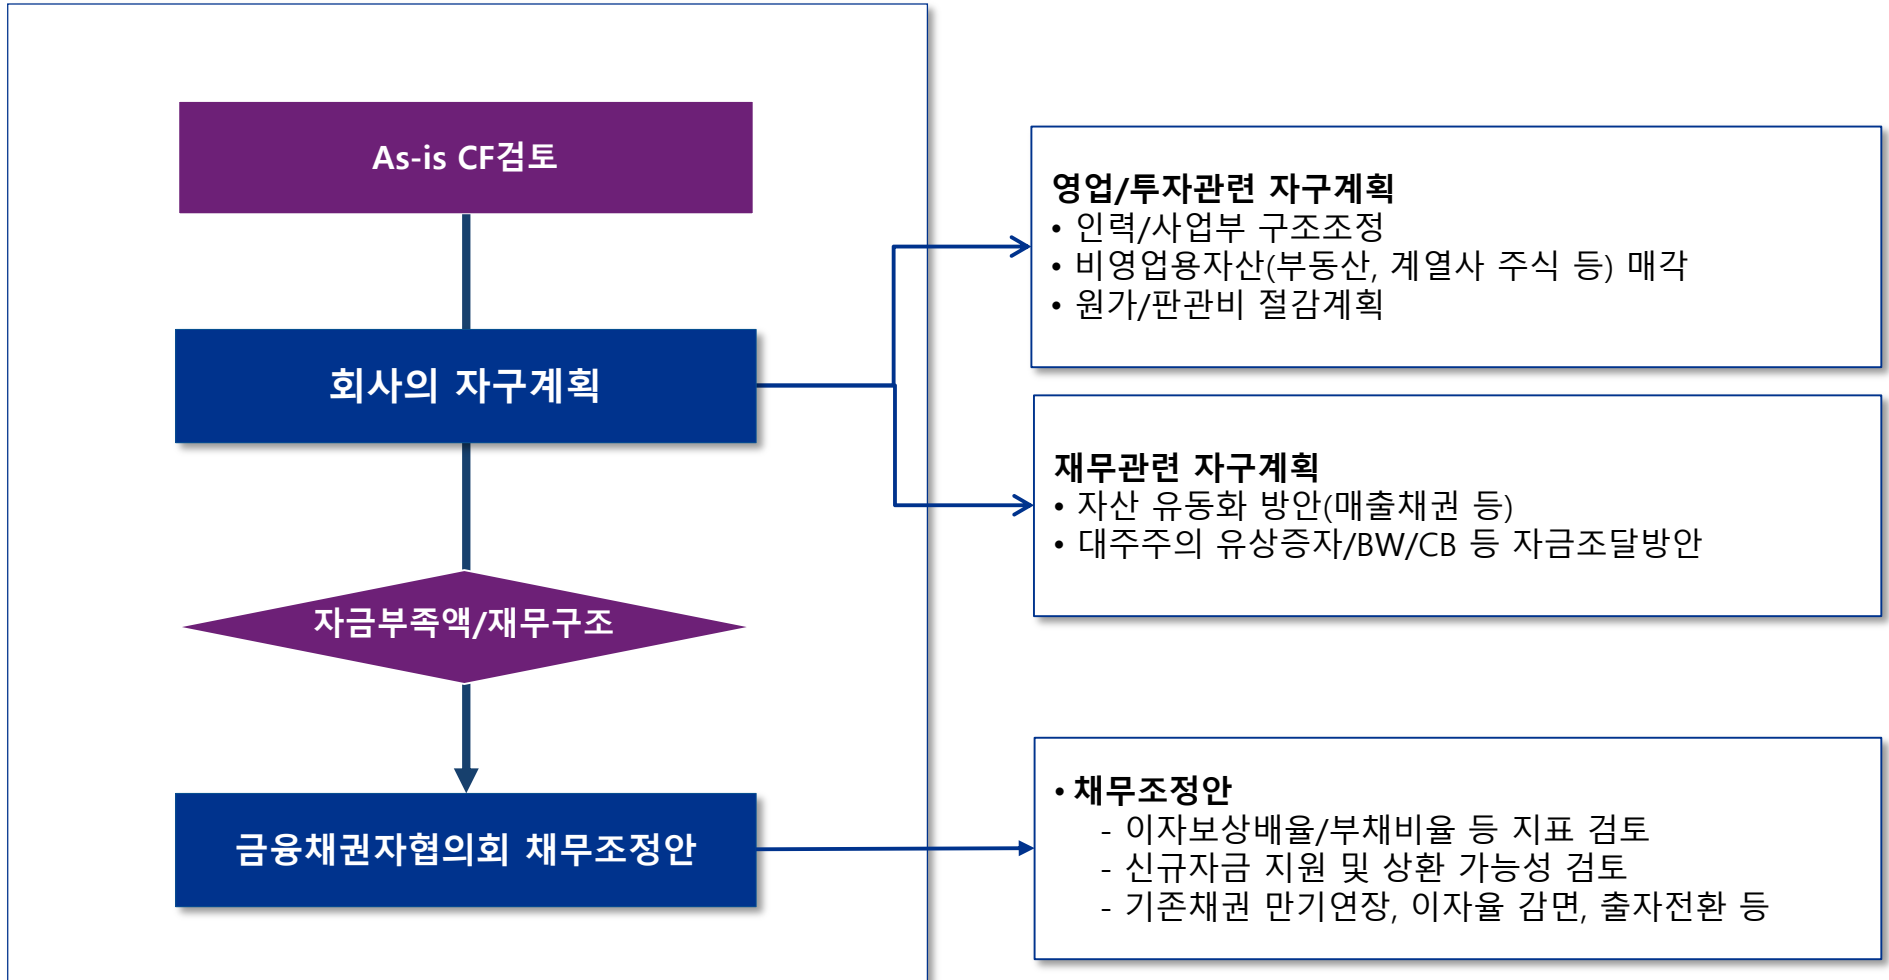 As-is CF검토
회사의 자구계획
자금부족액/재무구조
금융채권자협의회 채무조정안
영업/투자관련 자구계획
• 인력/사업부 구조조정
• 비영업용자산(부동산, 계열사 주식 등) 매각
• 원가/판관비 절감계획
재무관련 자구계획
• 자산 유동화 방안(매출채권 등)
• 대주주의 유상증자/BW/CB 등 자금조달방안
• 채무조정안
- 이자보상배율/부채비율 등 지표 검토
- 신규자금 지원 및 상환 가능성 검토
- 기존채권 만기연장, 이자율 감면, 출자전환 등